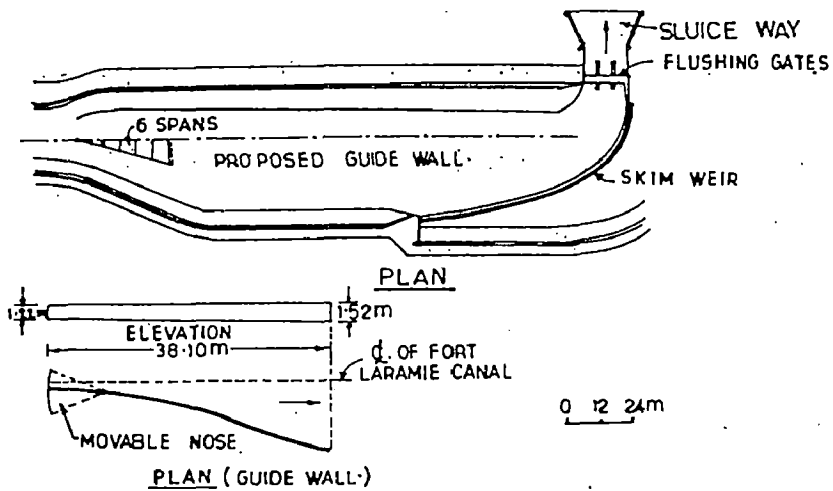 SLUICE WAY
FLUSHING GATES
6 SPANS
PROPOSED GUIDE WALL
SKIM WEIR
PLAN
1.52m
ELEVATION
38.10m
℄ OF FORT
LARAMIE CANAL
0 12 24m
MOVABLE NOSE
PLAN (GUIDE WALL)